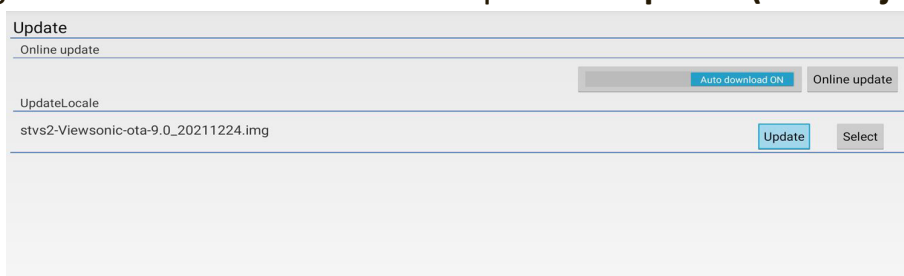 Update
Online update
Auto download ON Online update
UpdateLocale
stvs2-Viewsonic-ota-9.0_20211224.img Update Select